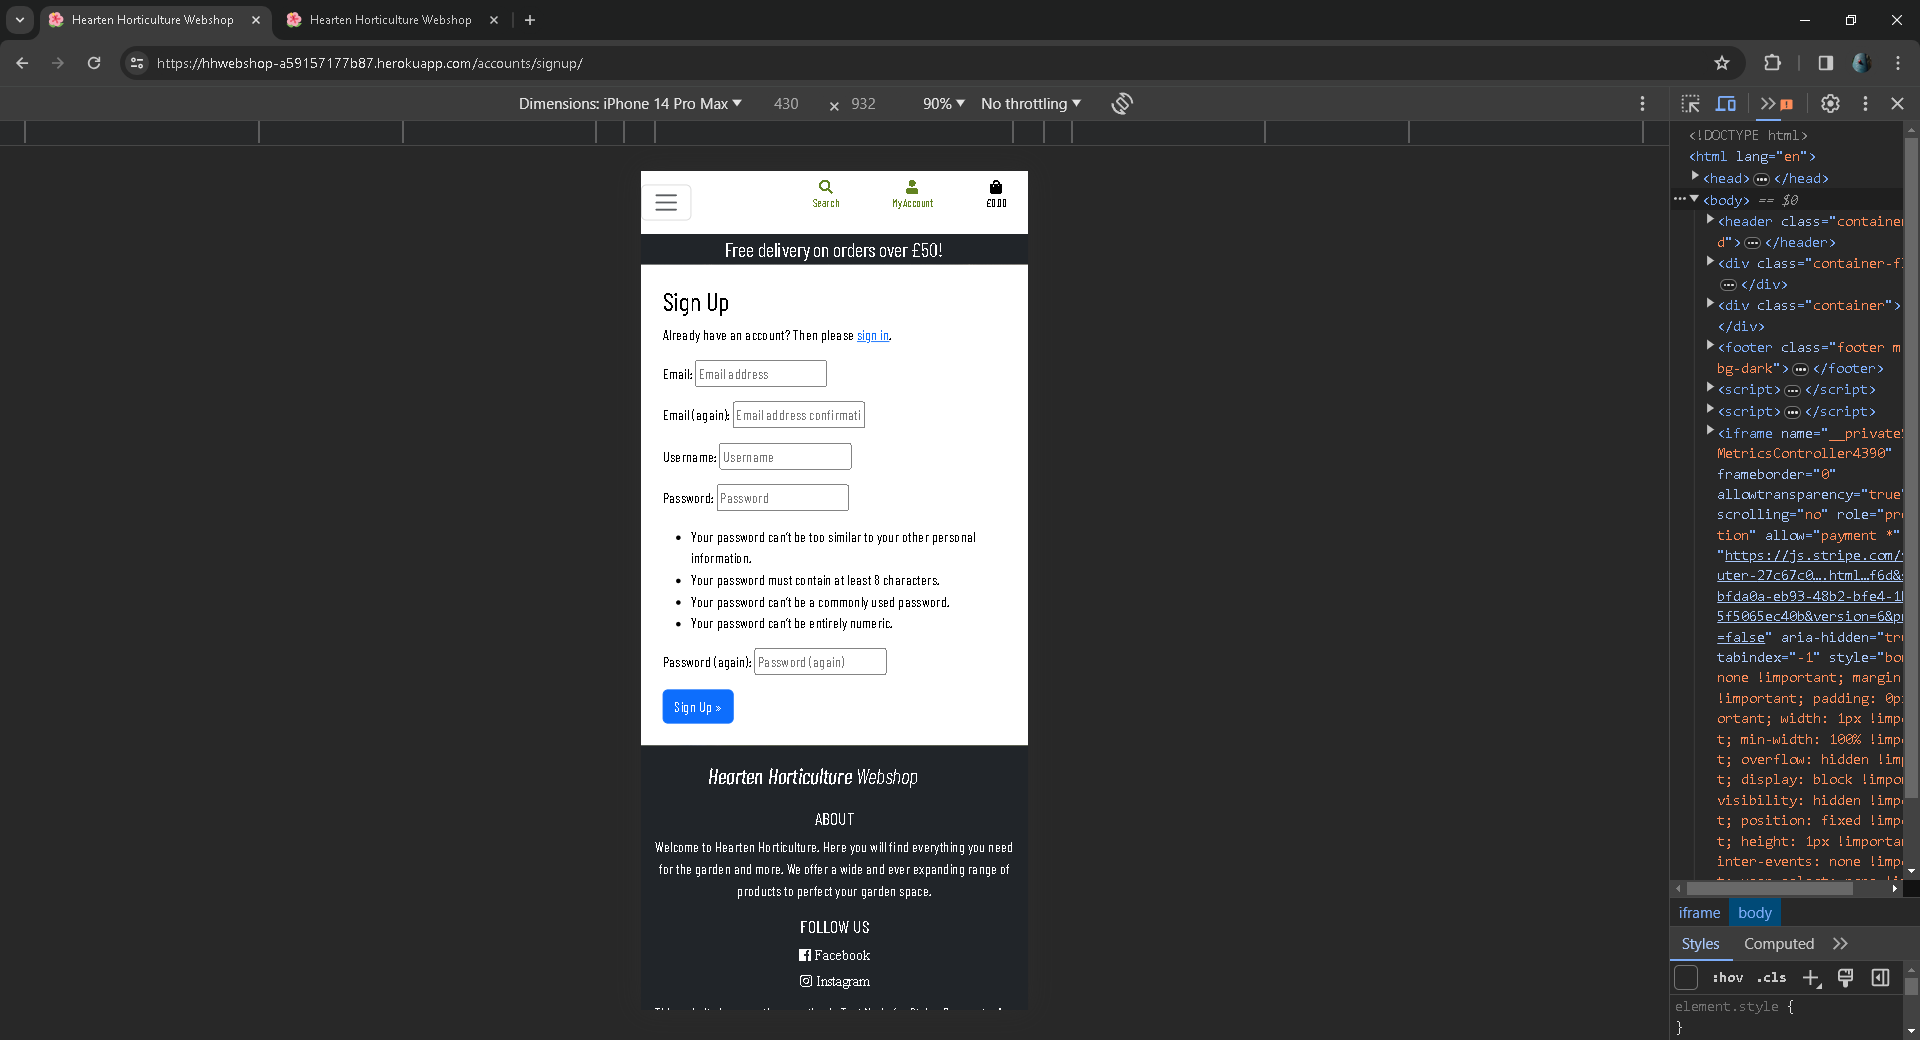 Hearten Horticulture Webshop
Hearten Horticulture Webshop
https://hhwebshop-a59157177b87.herokuapp.com/accounts/signup/
Dimensions: iPhone 14 Pro Max 430 × 932 90% No throttling
Search
My Account
£0.00
Free delivery on orders over £50!
Sign Up
Already have an account? Then please sign in.
Email: Email address
Email (again): Email address confirmati
Username: Username
Password: Password
• Your password can't be too similar to your other personal
information.
• Your password must contain at least 8 characters.
• Your password can't be a commonly used password.
• Your password can't be entirely numeric.
Password (again): Password (again)
Sign Up »
Hearten Horticulture Webshop
ABOUT
Welcome to Hearten Horticulture. Here you will find everything you need
for the garden and more. We offer a wide and ever expanding range of
products to perfect your garden space.
FOLLOW US
Facebook
Instagram
<!DOCTYPE html>
<html lang="en">
<head> ••• </head>
<body> == $0
<header class="container
d"> ••• </header>
<div class="container-f
••• </div>
<div class="container">
</div>
<footer class="footer m
bg-dark"> ••• </footer>
<script> ••• </script>
<script> ••• </script>
<iframe name="__private
MetricsController4390"
frameborder="0"
allowtransparency="true"
scrolling="no" role="pre
tion" allow="payment *"
"https://js.stripe.com/
uter-27c67c0….html…f6d&
bfda0a-eb93-48b2-bfe4-1
5f5065ec40b&version=6&p
=false" aria-hidden="tru
tabindex="-1" style="bor
none !important; margin
!important; padding: 0p
ortant; width: 1px !imp
t; min-width: 100% !imp
t; overflow: hidden !im
t; display: block !impo
visibility: hidden !imp
t; position: fixed !imp
t; height: 1px !importa
inter-events: none !imp
iframe body
Styles Computed
:hov .cls
element.style {
}